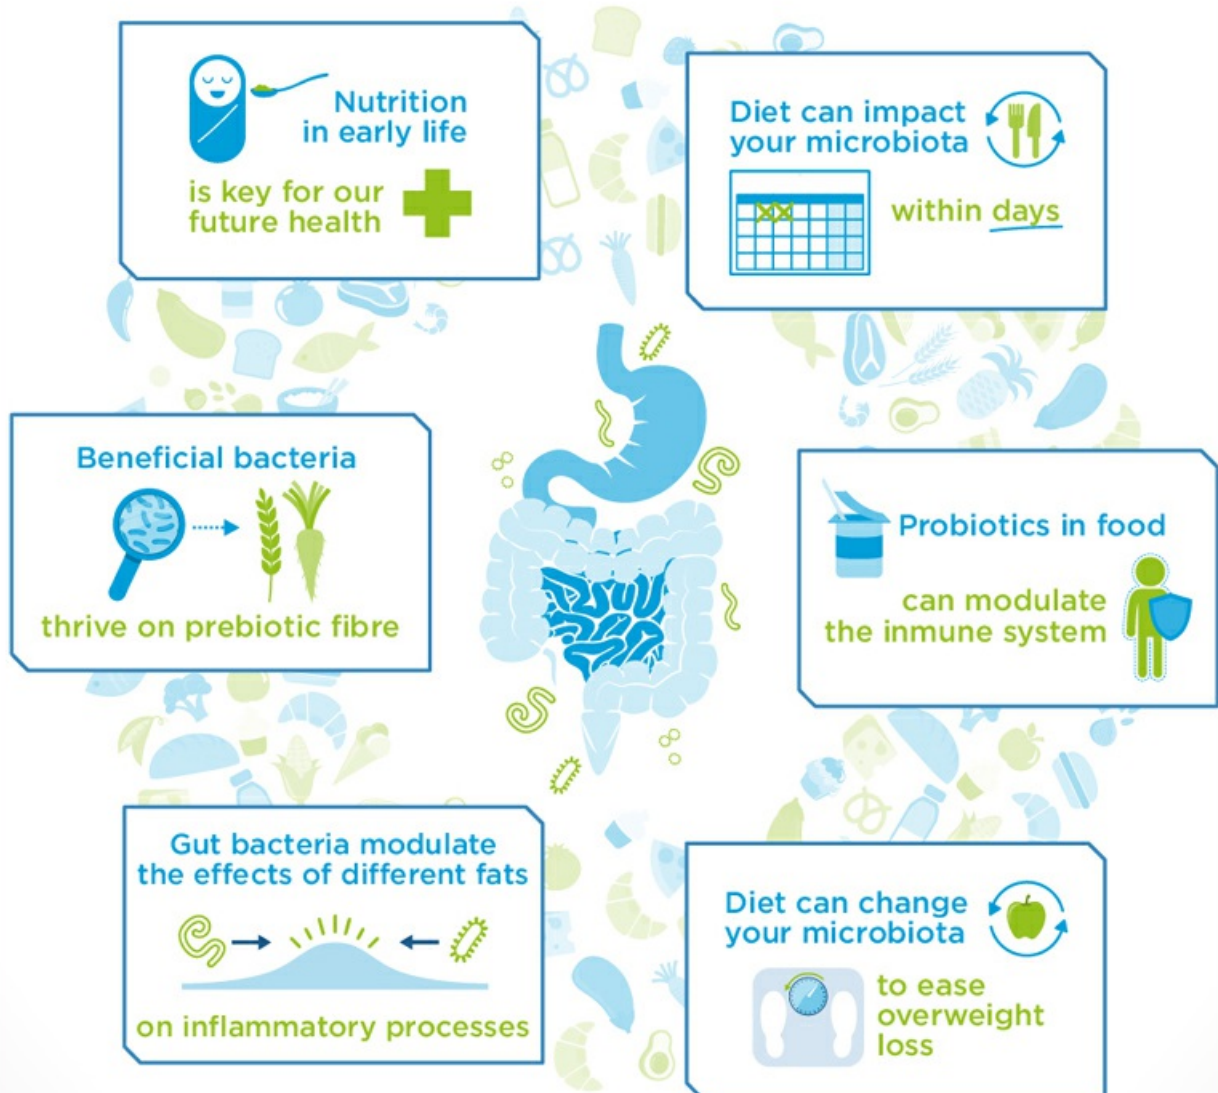 Nutrition
in early life
is key for our
future health
Diet can impact
your microbiota
within days
Beneficial bacteria
thrive on prebiotic fibre
Probiotics in food
can modulate
the inmune system
Gut bacteria modulate
the effects of different fats
on inflammatory processes
Diet can change
your microbiota
to ease
overweight
loss